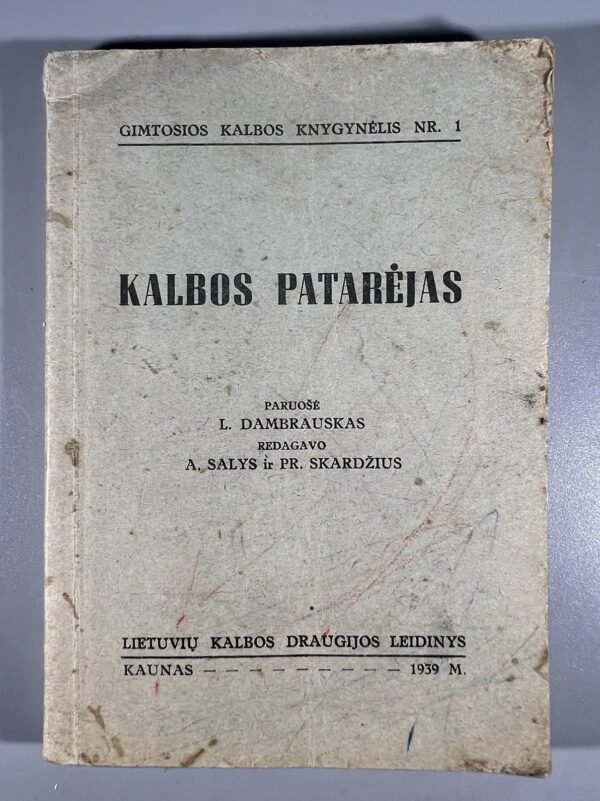 GIMTOSIOS KALBOS KNYGYNĖLIS NR. 1
KALBOS PATARĖJAS
PARUOŠĖ
L. DAMBRAUSKAS
REDAGAVO
A. SALYS ir PR. SKARDŽIUS
LIETUVIŲ KALBOS DRAUGIJOS LEIDINYS
KAUNAS — — — — — — — — — 1939 M.